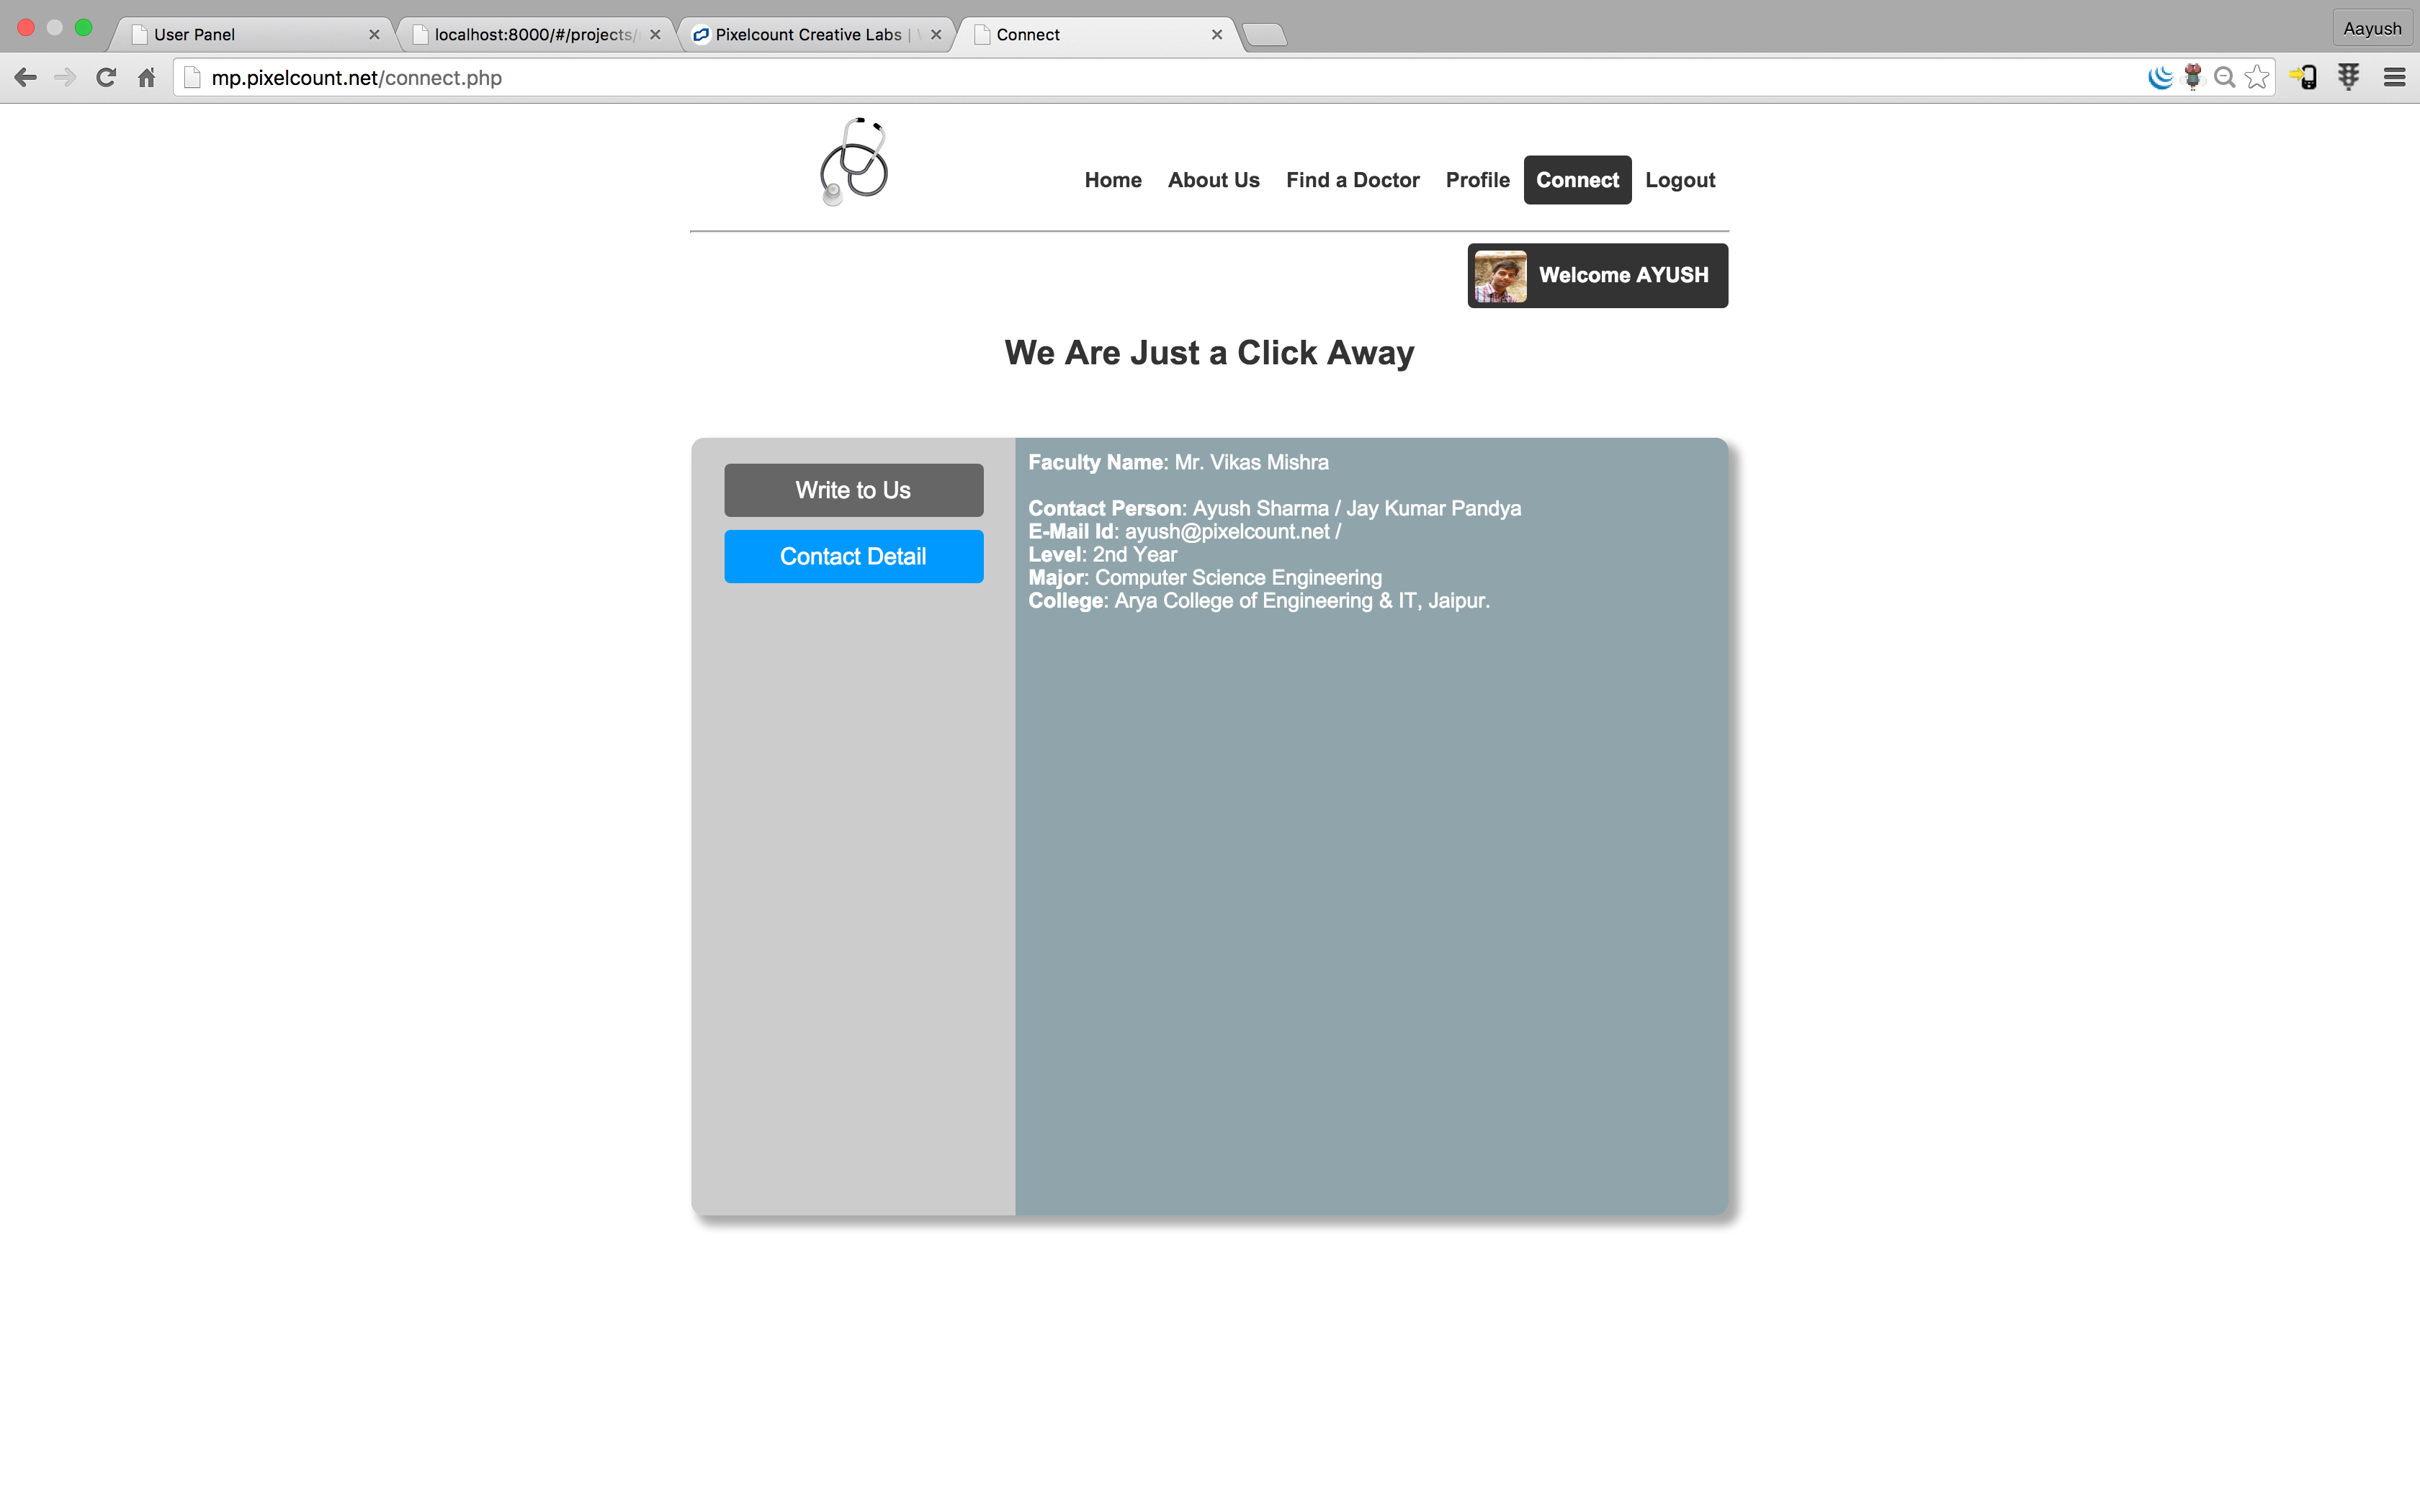 User Panel
localhost:8000/#/projects/
Pixelcount Creative Labs |
Connect
Aayush
mp.pixelcount.net/connect.php
Home About Us Find a Doctor Profile Connect Logout
Welcome AYUSH
We Are Just a Click Away
Write to Us
Contact Detail
Faculty Name: Mr. Vikas Mishra
Contact Person: Ayush Sharma / Jay Kumar Pandya
E-Mail Id: ayush@pixelcount.net /
Level: 2nd Year
Major: Computer Science Engineering
College: Arya College of Engineering & IT, Jaipur.